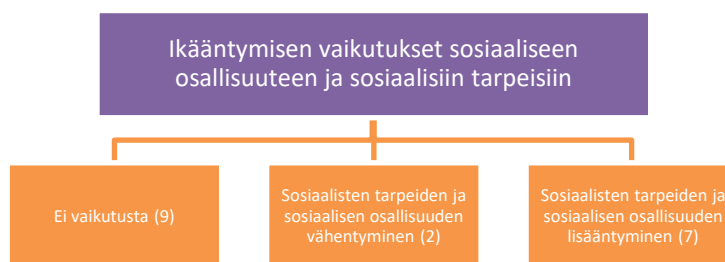 Ikääntymisen vaikutukset sosiaaliseen
osallisuuteen ja sosiaalisiin tarpeisiin
Ei vaikutusta (9)
Sosiaalisten tarpeiden ja
sosiaalisen osallisuuden
vähentyminen (2)
Sosiaalisten tarpeiden ja
sosiaalisen osallisuuden
lisääntyminen (7)